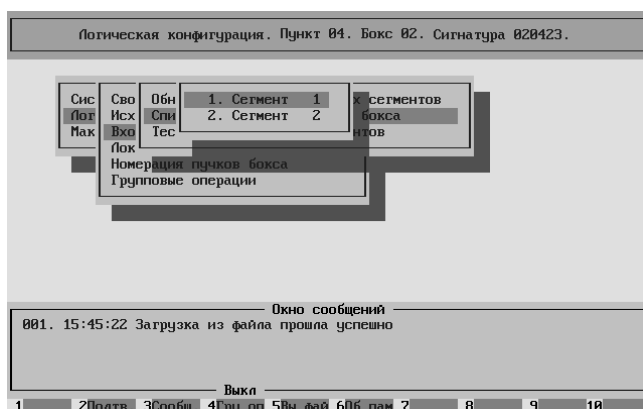 Логическая конфигурация. Пункт 04. Бокс 02. Сигнатура 020423.
Сис Сво Обн 1. Сегмент 1 х сегментов
Лог Исх Спи 2. Сегмент 2 бокса
Мак Вхо Тес нтов
Лок
Номерация пучков бокса
Групповые операции
Окно сообщений
001. 15:45:22 Загрузка из файла прошла успешно
Выкл
1 2Подтв 3Сообщ 4Гру оп 5Вы фай 6Об пам 7 8 9 10